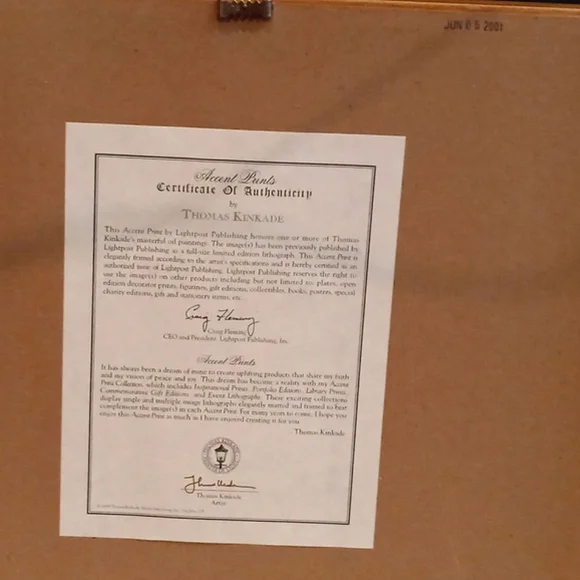 JUN 0 5 2001
Accent Prints
Certificate Of Authenticity
by
THOMAS KINKADE
This Accent Print by Lightpost Publishing honors one or more of Thomas
Kinkade's masterful oil paintings. The image(s) has been previously published by
Lightpost Publishing as a full-size limited edition lithograph. This Accent Print is
elegantly framed according to the artist's specifications and is hereby certified as an
authorized issue of Lightpost Publishing. Lightpost Publishing reserves the right to
use the image(s) on other products including but not limited to: plates, open
edition decorator prints, figurines, gift editions, collectibles, books, posters, special
charity editions, gift and stationery items, etc.
Craig Fleming
Craig Fleming
CEO and President, Lightpost Publishing, Inc.
Accent Prints
It has always been a dream of mine to create uplifting products that share my faith
and my vision of peace and joy. This dream has become a reality with my Accent
Print Collection, which includes Inspirational Prints, Portfolio Editions, Library Prints,
Commemorative Gift Editions, and Event Lithographs. These exciting collections
display single and multiple image lithographs elegantly matted and framed to best
complement the image(s) in each Accent Print. For many years to come, I hope you
enjoy this Accent Print as much as I have enjoyed creating it for you.
- Thomas Kinkade
THOMAS KINKADE
Thomas Kinkade
Artist